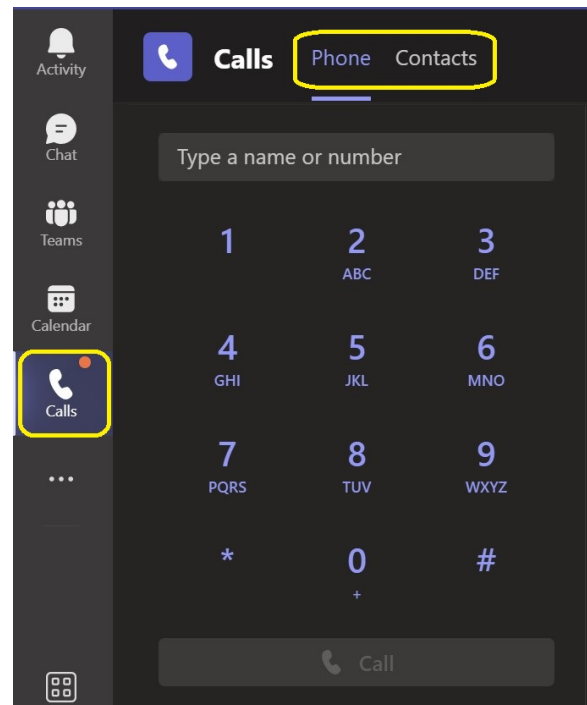 Activity
Chat
Teams
Calendar
Calls
...
Calls Phone Contacts
Type a name or number
1 2 3
ABC DEF
4 5 6
GHI JKL MNO
7 8 9
PQRS TUV WXYZ
* 0 #
+
Call